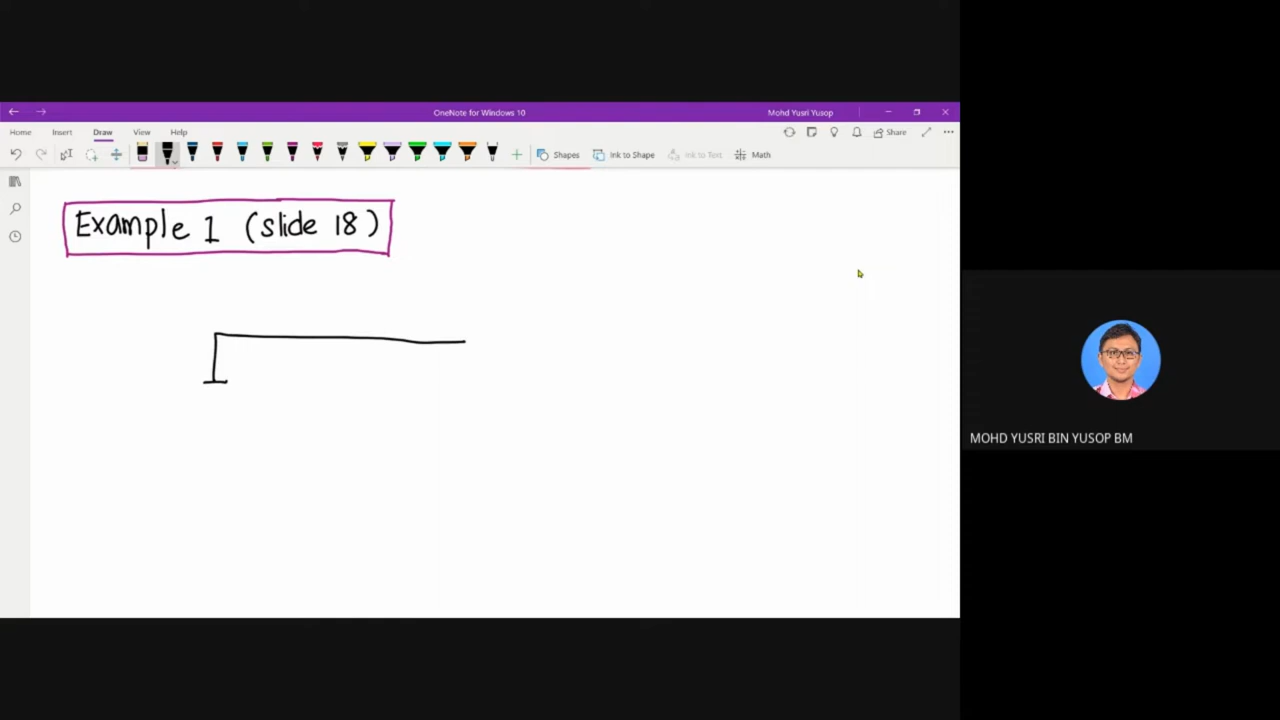 OneNote for Windows 10
Mohd Yusri Yusop
Home Insert Draw View Help
Share
Shapes Ink to Shape Ink to Text Math
Example 1 (slide 18)
MOHD YUSRI BIN YUSOP BM